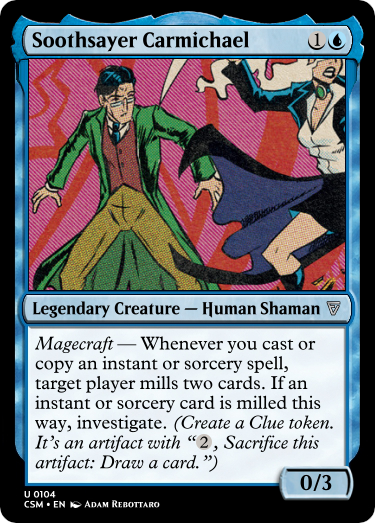 Soothsayer Carmichael 1
Legendary Creature — Human Shaman
Magecraft — Whenever you cast or
copy an instant or sorcery spell,
target player mills two cards. If an
instant or sorcery card is milled this
way, investigate. (Create a Clue token.
It's an artifact with “2, Sacrifice this
artifact: Draw a card.”)
0/3
U 0104
CSM • EN Adam Rebottaro